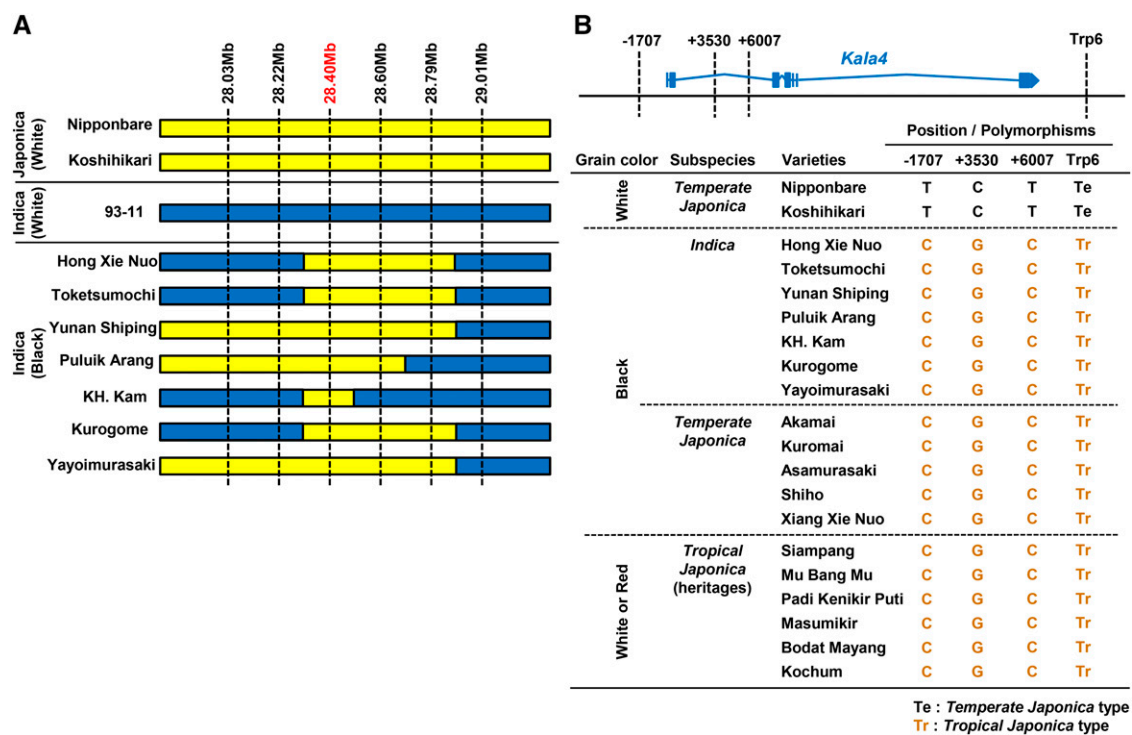 A
28.03Mb
28.22Mb
28.40Mb
28.60Mb
28.79Mb
29.01Mb
Japonica
(White)
Nipponbare
Koshihikari
Indica
(White)
93-11
Indica
(Black)
Hong Xie Nuo
Toketsumochi
Yunan Shiping
Puluik Arang
KH. Kam
Kurogome
Yayoimurasaki
B
-1707
+3530
+6007
Trp6
Kala4
Position / Polymorphisms
Grain color Subspecies Varieties -1707 +3530 +6007 Trp6
White Temperate Nipponbare T C T Te
Japonica Koshihikari T C T Te
Black
Indica Hong Xie Nuo C G C Tr
Toketsumochi C G C Tr
Yunan Shiping C G C Tr
Puluik Arang C G C Tr
KH. Kam C G C Tr
Kurogome C G C Tr
Yayoimurasaki C G C Tr
Temperate Akamai C G C Tr
Japonica Kuromai C G C Tr
Asamurasaki C G C Tr
Shiho C G C Tr
Xiang Xie Nuo C G C Tr
White or Red
Tropical Siampang C G C Tr
Japonica Mu Bang Mu C G C Tr
(heritages) Padi Kenikir Puti C G C Tr
Masumikir C G C Tr
Bodat Mayang C G C Tr
Kochum C G C Tr
Te : Temperate Japonica type
Tr : Tropical Japonica type